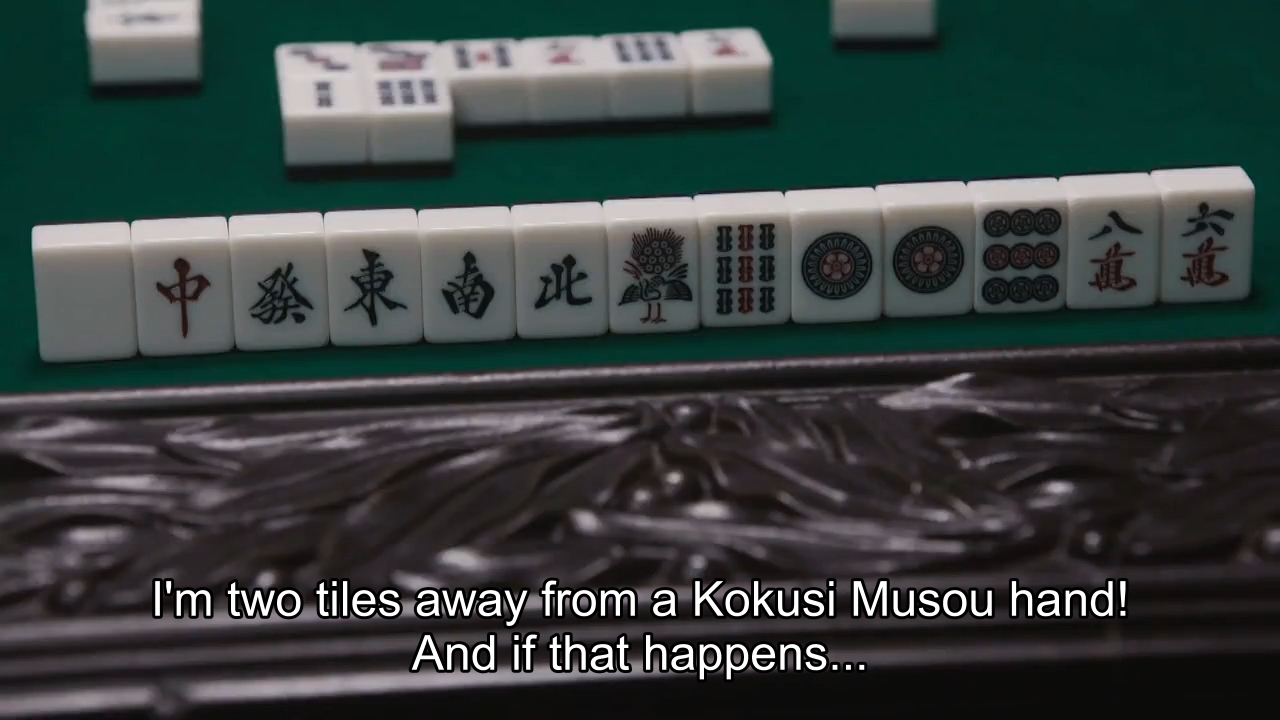 中 發 東 南 北 八萬 六萬
I'm two tiles away from a Kokusi Musou hand!
And if that happens...